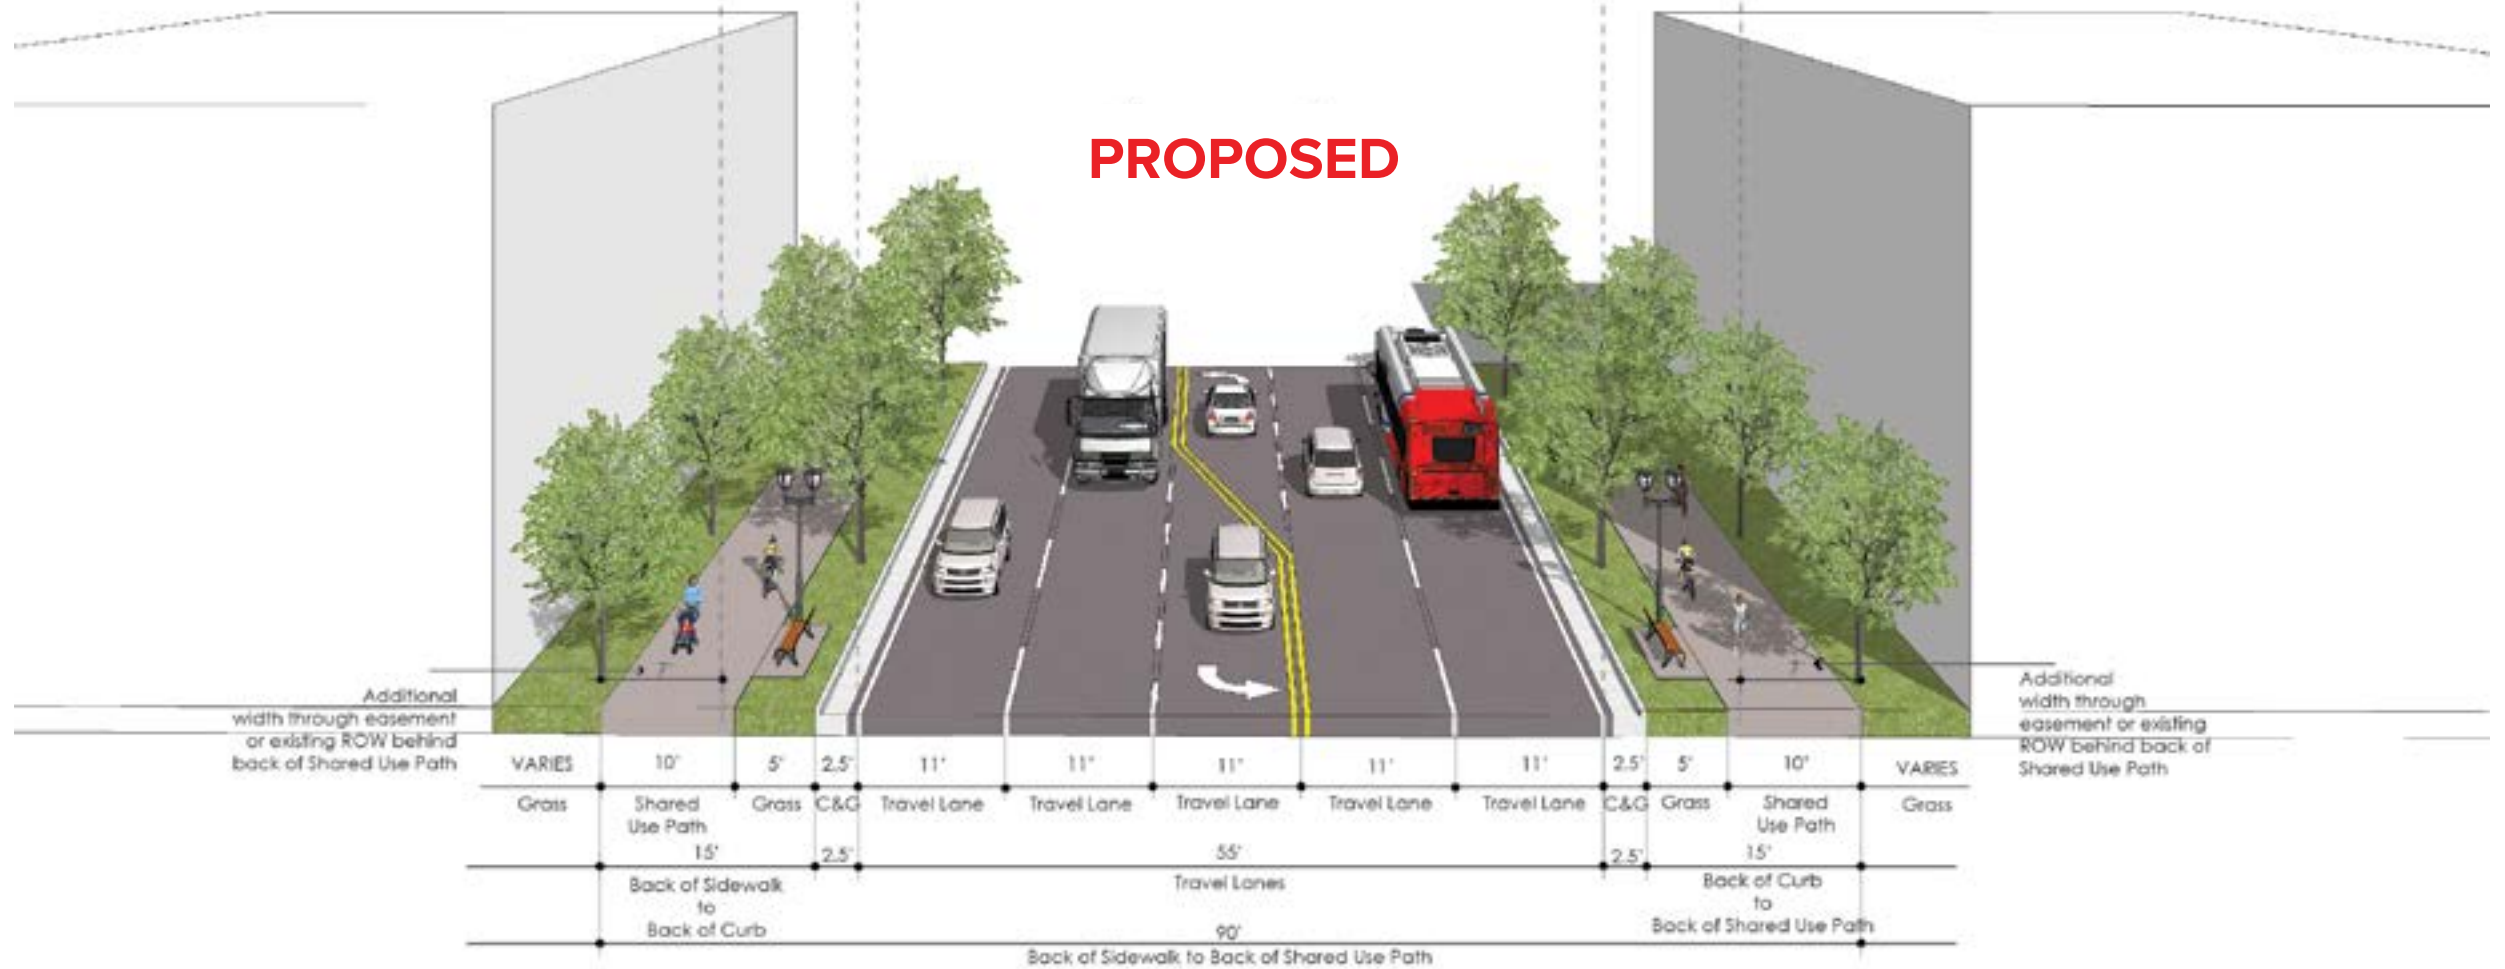 PROPOSED
7'
7'
Additional
width through easement
or existing ROW behind
back of Shared Use Path
Additional
width through
easement or existing
ROW behind back of
Shared Use Path
VARIES 10' 5' 2.5' 11' 11' 11' 11' 11' 2.5' 5' 10' VARIES
Grass Shared Use Path Grass C&G Travel Lane Travel Lane Travel Lane Travel Lane Travel Lane C&G Grass Shared Use Path Grass
15' 2.5' 55' 2.5' 15'
Back of Sidewalk
to
Back of Curb
Travel Lanes
Back of Curb
to
Back of Shared Use Path
90'
Back of Sidewalk to Back of Shared Use Path